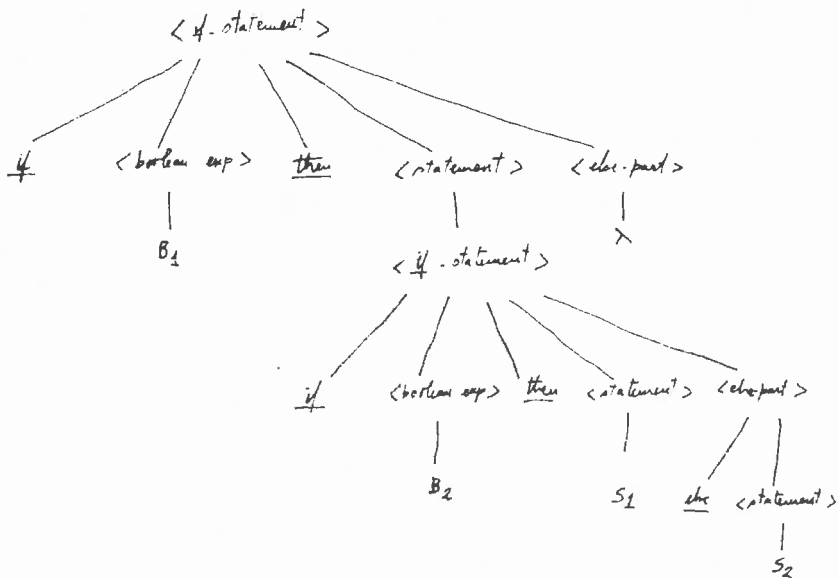 < if - statement >
if < boolean exp > then < statement > < else - part >
B1 λ
< if - statement >
if < boolean exp > then < statement > < else-part >
B2 S1 else < statement >
S2